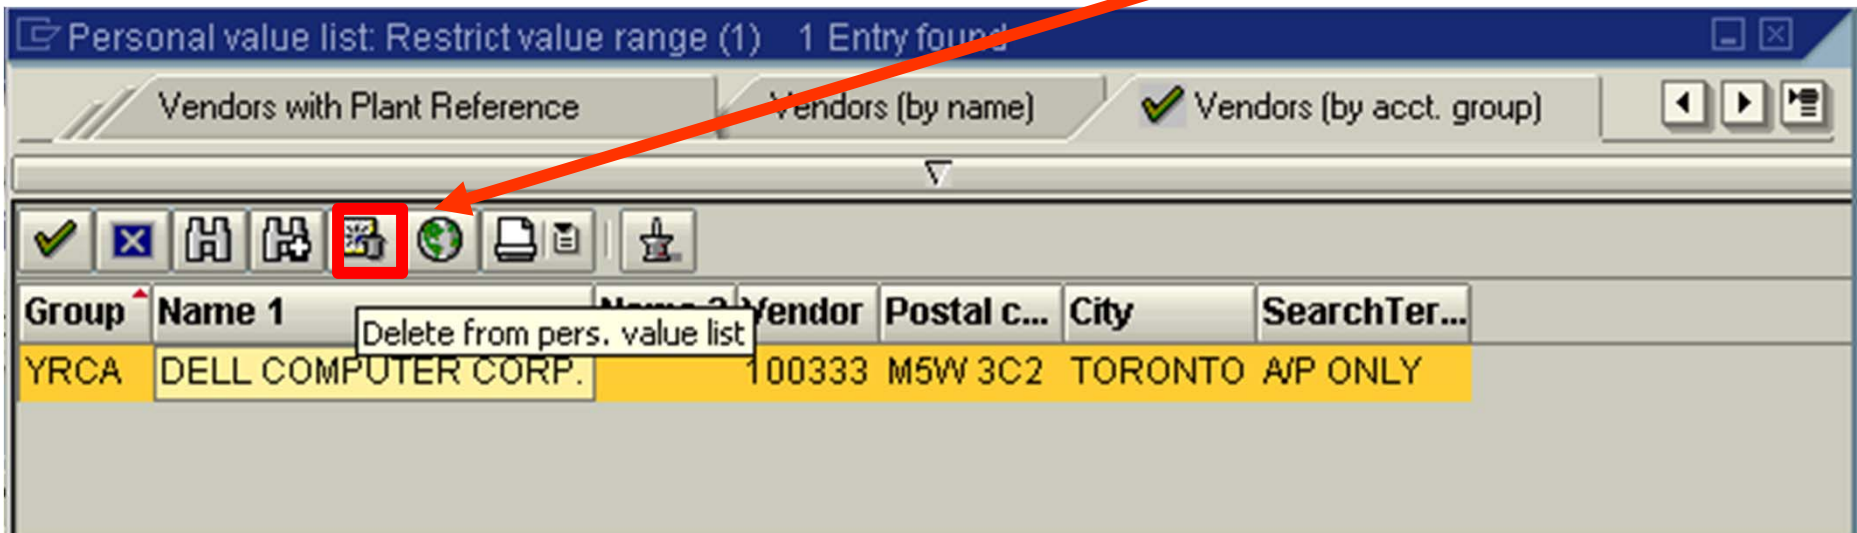 Personal value list: Restrict value range (1) 1 Entry found
Vendors with Plant Reference Vendors (by name) Vendors (by acct. group)
Group Name 1 Name 2 Vendor Postal c... City SearchTer...
Delete from pers. value list
YRCA DELL COMPUTER CORP. 100333 M5W 3C2 TORONTO A/P ONLY